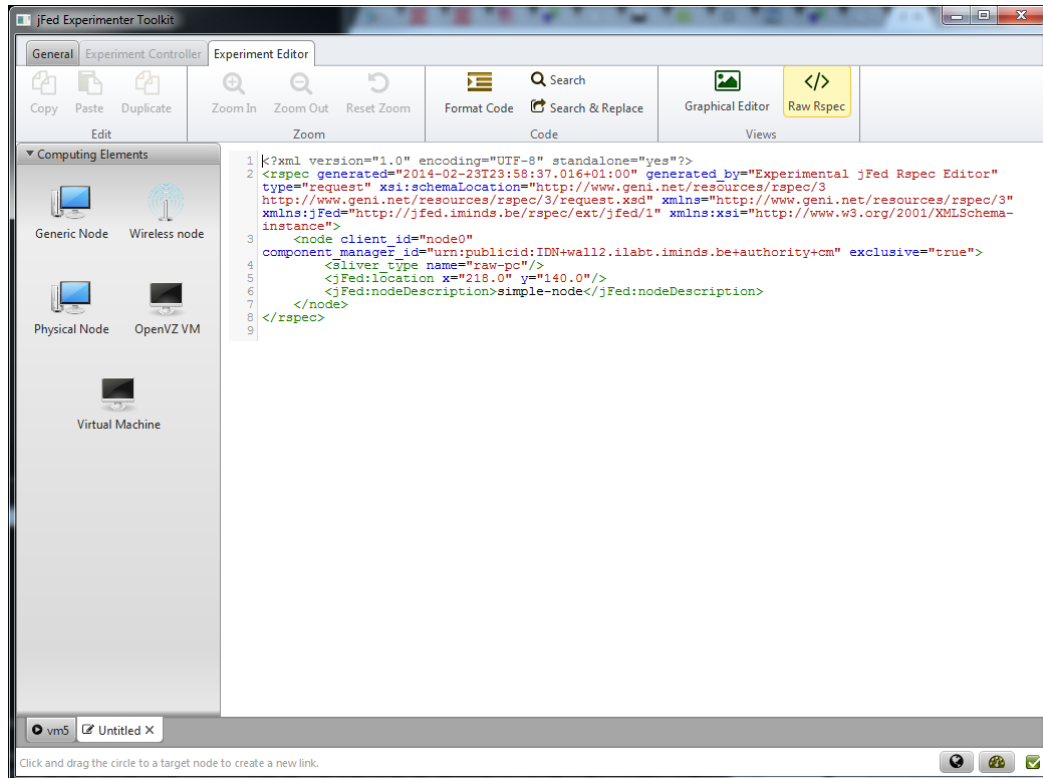 jFed Experimenter Toolkit
General Experiment Controller Experiment Editor
Copy Paste Duplicate
Edit
Zoom In Zoom Out Reset Zoom
Zoom
Format Code Search
Search & Replace
Code
Graphical Editor Raw Rspec
Views
Computing Elements
Generic Node Wireless node
Physical Node OpenVZ VM
Virtual Machine
1 <?xml version="1.0" encoding="UTF-8" standalone="yes"?>
2 <rspec generated="2014-02-23T23:58:37.016+01:00" generated_by="Experimental jFed Rspec Editor"
type="request" xsi:schemaLocation="http://www.geni.net/resources/rspec/3
http://www.geni.net/resources/rspec/3/request.xsd" xmlns="http://www.geni.net/resources/rspec/3"
xmlns:jFed="http://jfed.iminds.be/rspec/ext/jfed/1" xmlns:xsi="http://www.w3.org/2001/XMLSchema-
instance">
3 <node client_id="node0"
component_manager_id="urn:publicid:IDN+wall2.ilabt.iminds.be+authority+cm" exclusive="true">
4 <sliver_type name="raw-pc"/>
5 <jFed:location x="218.0" y="140.0"/>
6 <jFed:nodeDescription>simple-node</jFed:nodeDescription>
7 </node>
8 </rspec>
9
vm5 Untitled
Click and drag the circle to a target node to create a new link.